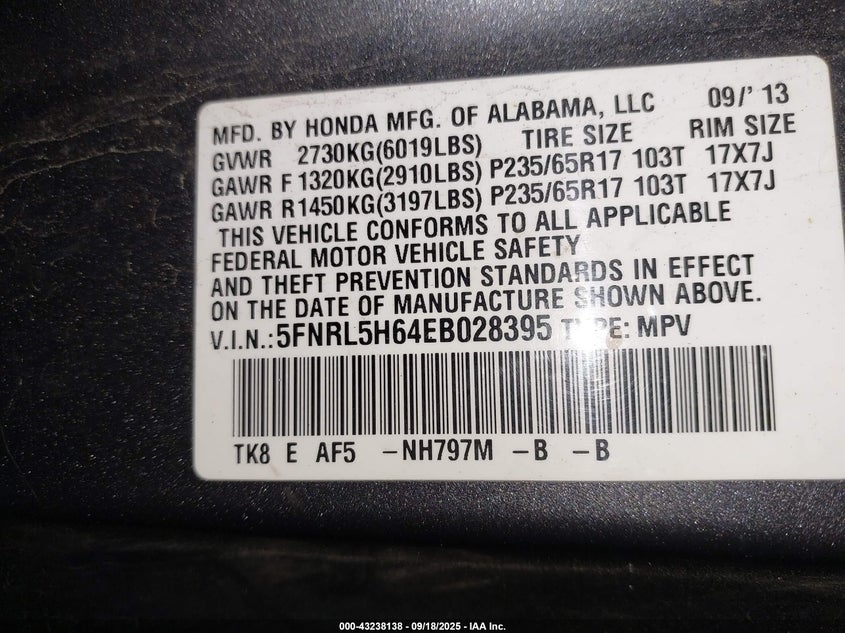 MFD. BY HONDA MFG. OF ALABAMA, LLC 09/' 13
GVWR 2730KG(6019LBS) TIRE SIZE RIM SIZE
GAWR F 1320KG(2910LBS) P235/65R17 103T 17X7J
GAWR R1450KG(3197LBS) P235/65R17 103T 17X7J
THIS VEHICLE CONFORMS TO ALL APPLICABLE
FEDERAL MOTOR VEHICLE SAFETY
AND THEFT PREVENTION STANDARDS IN EFFECT
ON THE DATE OF MANUFACTURE SHOWN ABOVE.
V.I.N.:5FNRL5H64EB028395 TYPE: MPV
TK8 E AF5 -NH797M -B -B
000-43238138 - 09/18/2025 - IAA Inc.